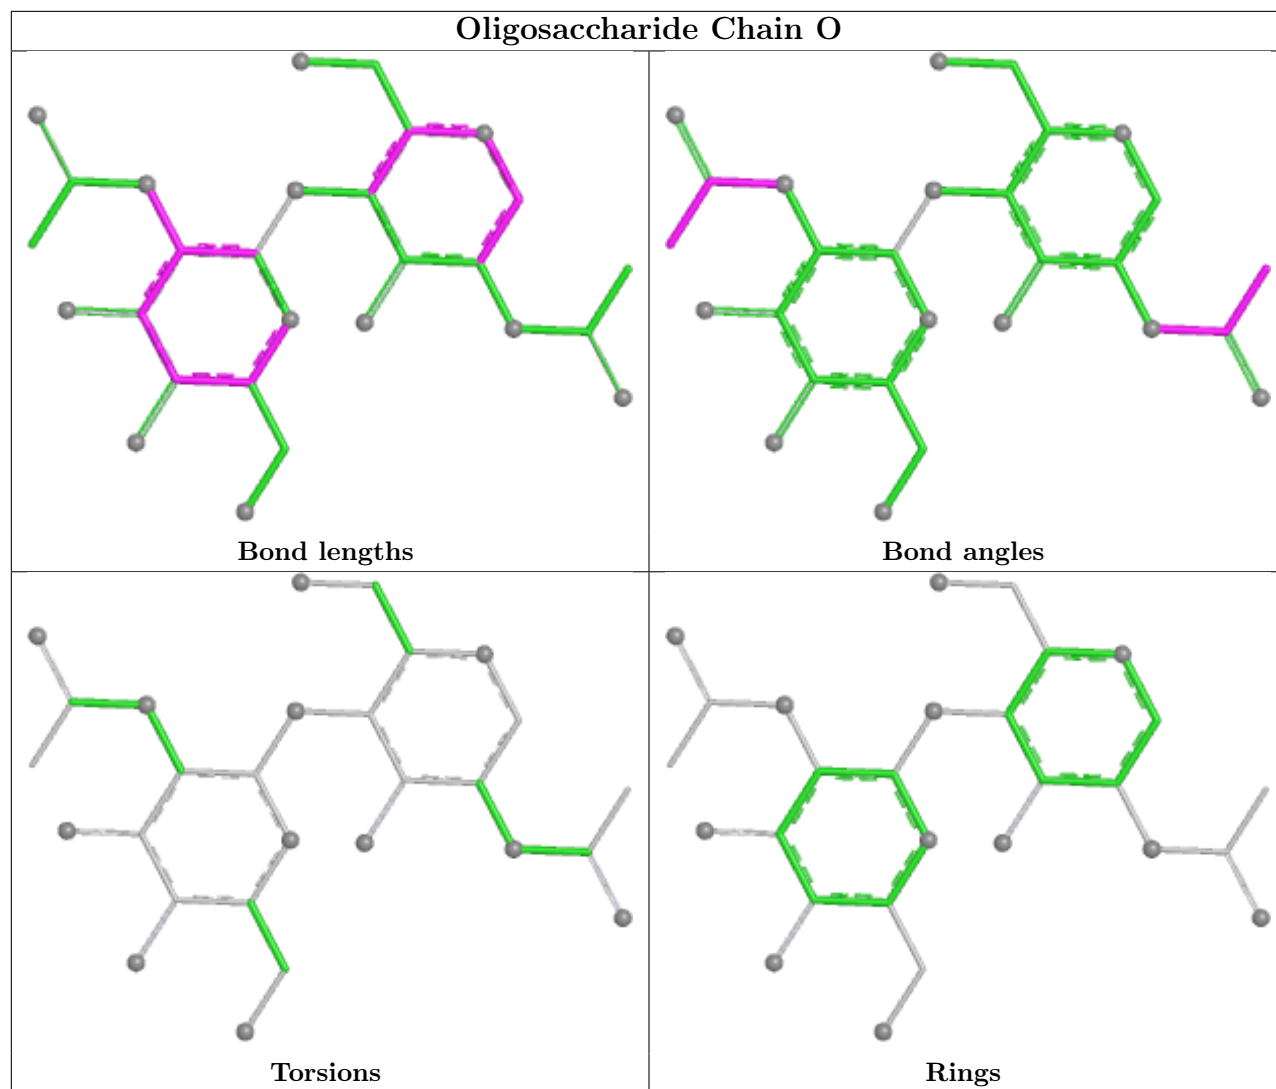 Oligosaccharide Chain O
Bond lengths
Bond angles
Torsions
Rings